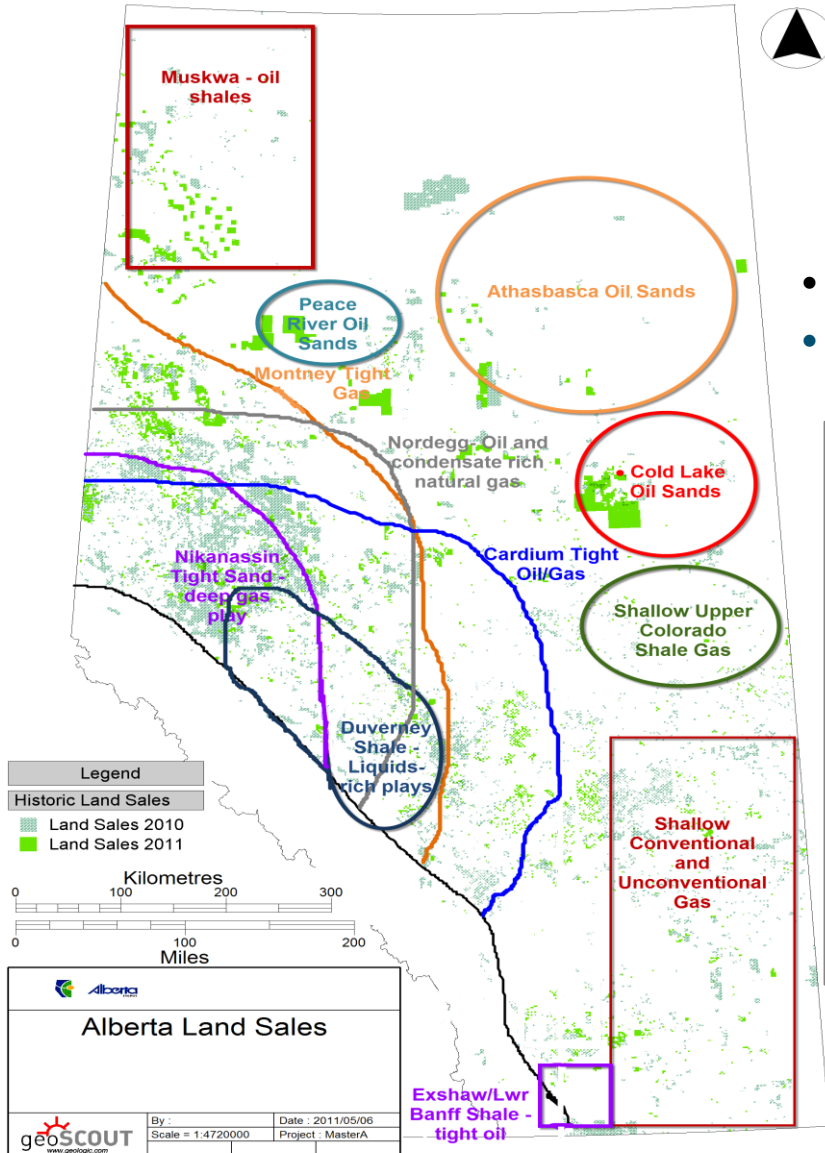 Muskwa - oil
shales
Athasbasca Oil Sands
Peace
River Oil
Sands
Montney Tight
Gas
Nordegg- Oil and
condensate rich
natural gas
Cold Lake
Oil Sands
Cardium Tight
Oil/Gas
Nikanassin
Tight Sand -
deep gas
play
Shallow Upper
Colorado
Shale Gas
Duverney
Shale -
Liquids-
rich plays
Shallow
Conventional
and
Unconventional
Gas
Legend
Historic Land Sales
Land Sales 2010
Land Sales 2011
Kilometres
0 100 200 300
0 100 200
Miles
Alberta
Alberta Land Sales
Exshaw/Lwr
Banff Shale -
tight oil
geoSCOUT
www.geologic.com
By :
Date : 2011/05/06
Scale = 1:4720000
Project : MasterA